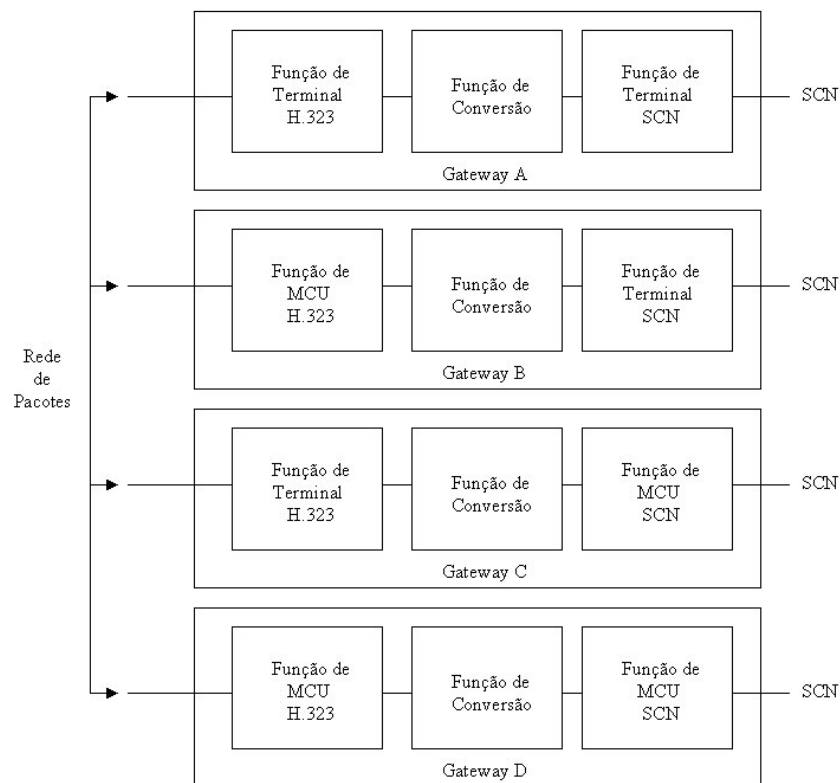 Função de
Terminal
H.323
Função de
Conversão
Função de
Terminal
SCN
SCN
Gateway A
Função de
MCU
H.323
Função de
Conversão
Função de
Terminal
SCN
SCN
Gateway B
Rede
de
Pacotes
Função de
Terminal
H.323
Função de
Conversão
Função de
MCU
SCN
SCN
Gateway C
Função de
MCU
H.323
Função de
Conversão
Função de
MCU
SCN
SCN
Gateway D